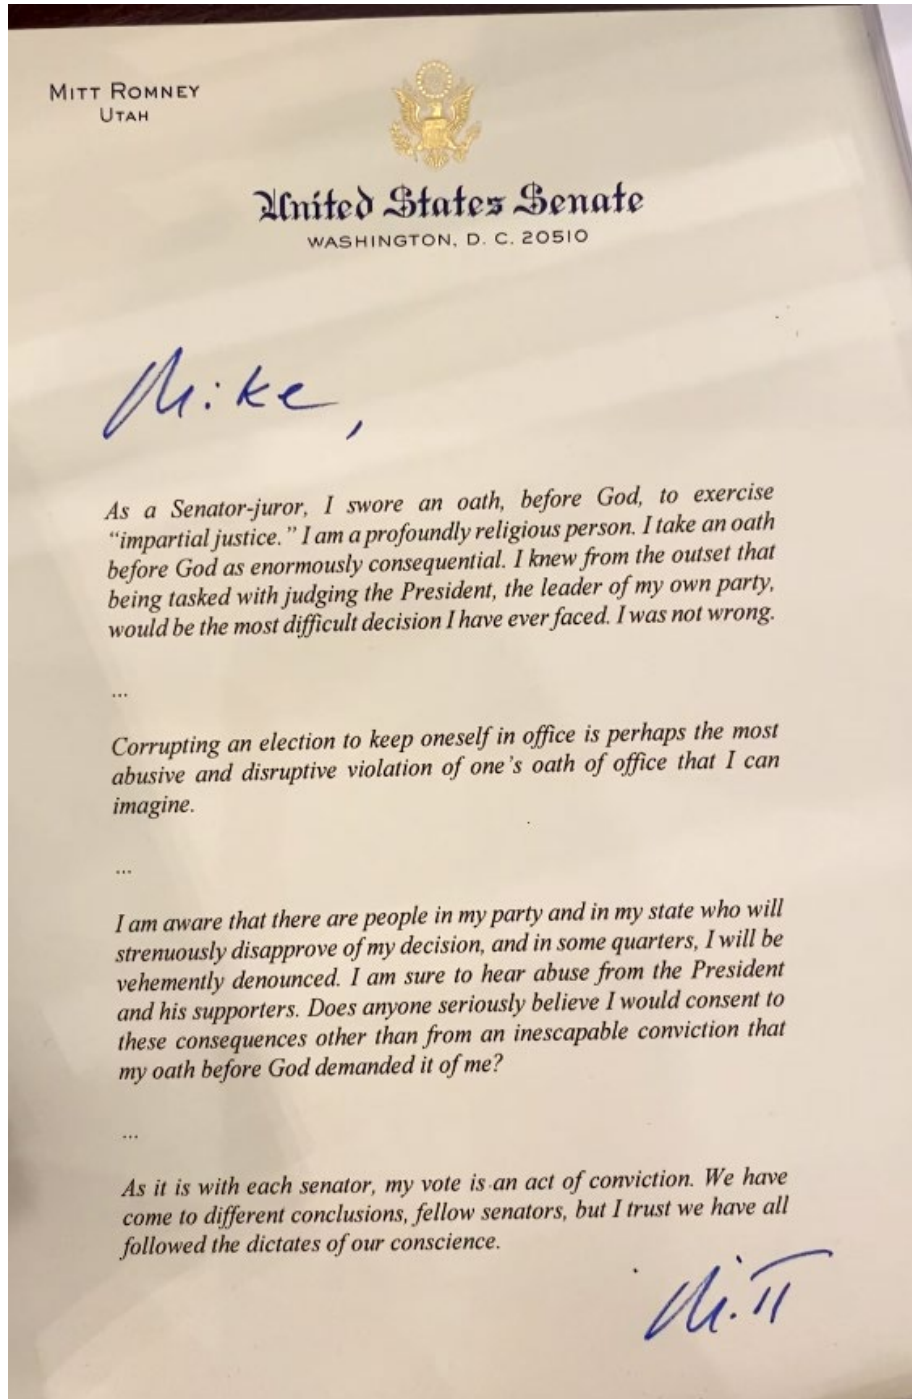 MITT ROMNEY
UTAH
United States Senate
WASHINGTON, D. C. 20510
Mike,
As a Senator-juror, I swore an oath, before God, to exercise
“impartial justice.” I am a profoundly religious person. I take an oath
before God as enormously consequential. I knew from the outset that
being tasked with judging the President, the leader of my own party,
would be the most difficult decision I have ever faced. I was not wrong.
...
Corrupting an election to keep oneself in office is perhaps the most
abusive and disruptive violation of one’s oath of office that I can
imagine.
...
I am aware that there are people in my party and in my state who will
strenuously disapprove of my decision, and in some quarters, I will be
vehemently denounced. I am sure to hear abuse from the President
and his supporters. Does anyone seriously believe I would consent to
these consequences other than from an inescapable conviction that
my oath before God demanded it of me?
...
As it is with each senator, my vote is an act of conviction. We have
come to different conclusions, fellow senators, but I trust we have all
followed the dictates of our conscience.
Mitt